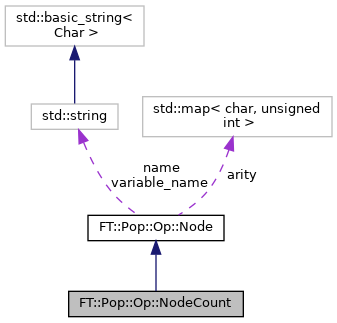 std::basic_string<
Char >
std::string
std::map< char, unsigned
int >
name
variable_name
arity
FT::Pop::Op::Node
FT::Pop::Op::NodeCount